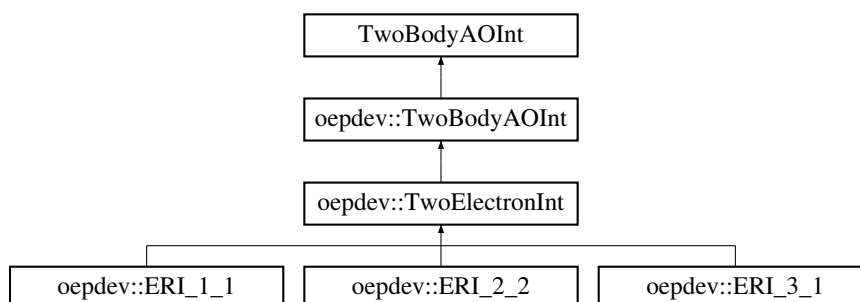 TwoBodyAOInt
oepdev::TwoBodyAOInt
oepdev::TwoElectronInt
oepdev::ERI_1_1
oepdev::ERI_2_2
oepdev::ERI_3_1